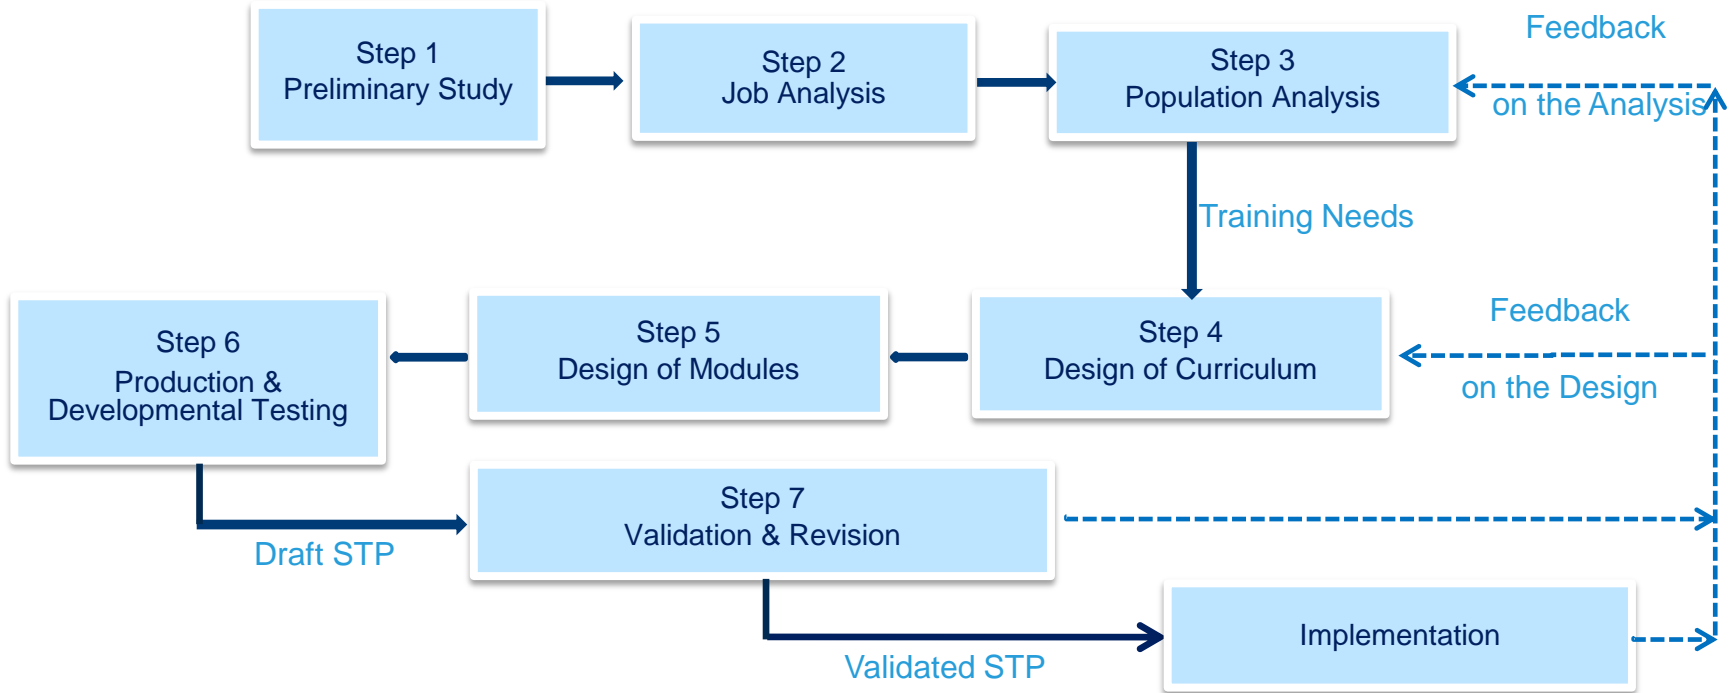 Step 1
Preliminary Study
Step 2
Job Analysis
Step 3
Population Analysis
Feedback
on the Analysis
Training Needs
Step 4
Design of Curriculum
Feedback
on the Design
Step 5
Design of Modules
Step 6
Production &
Developmental Testing
Draft STP
Step 7
Validation & Revision
Validated STP
Implementation